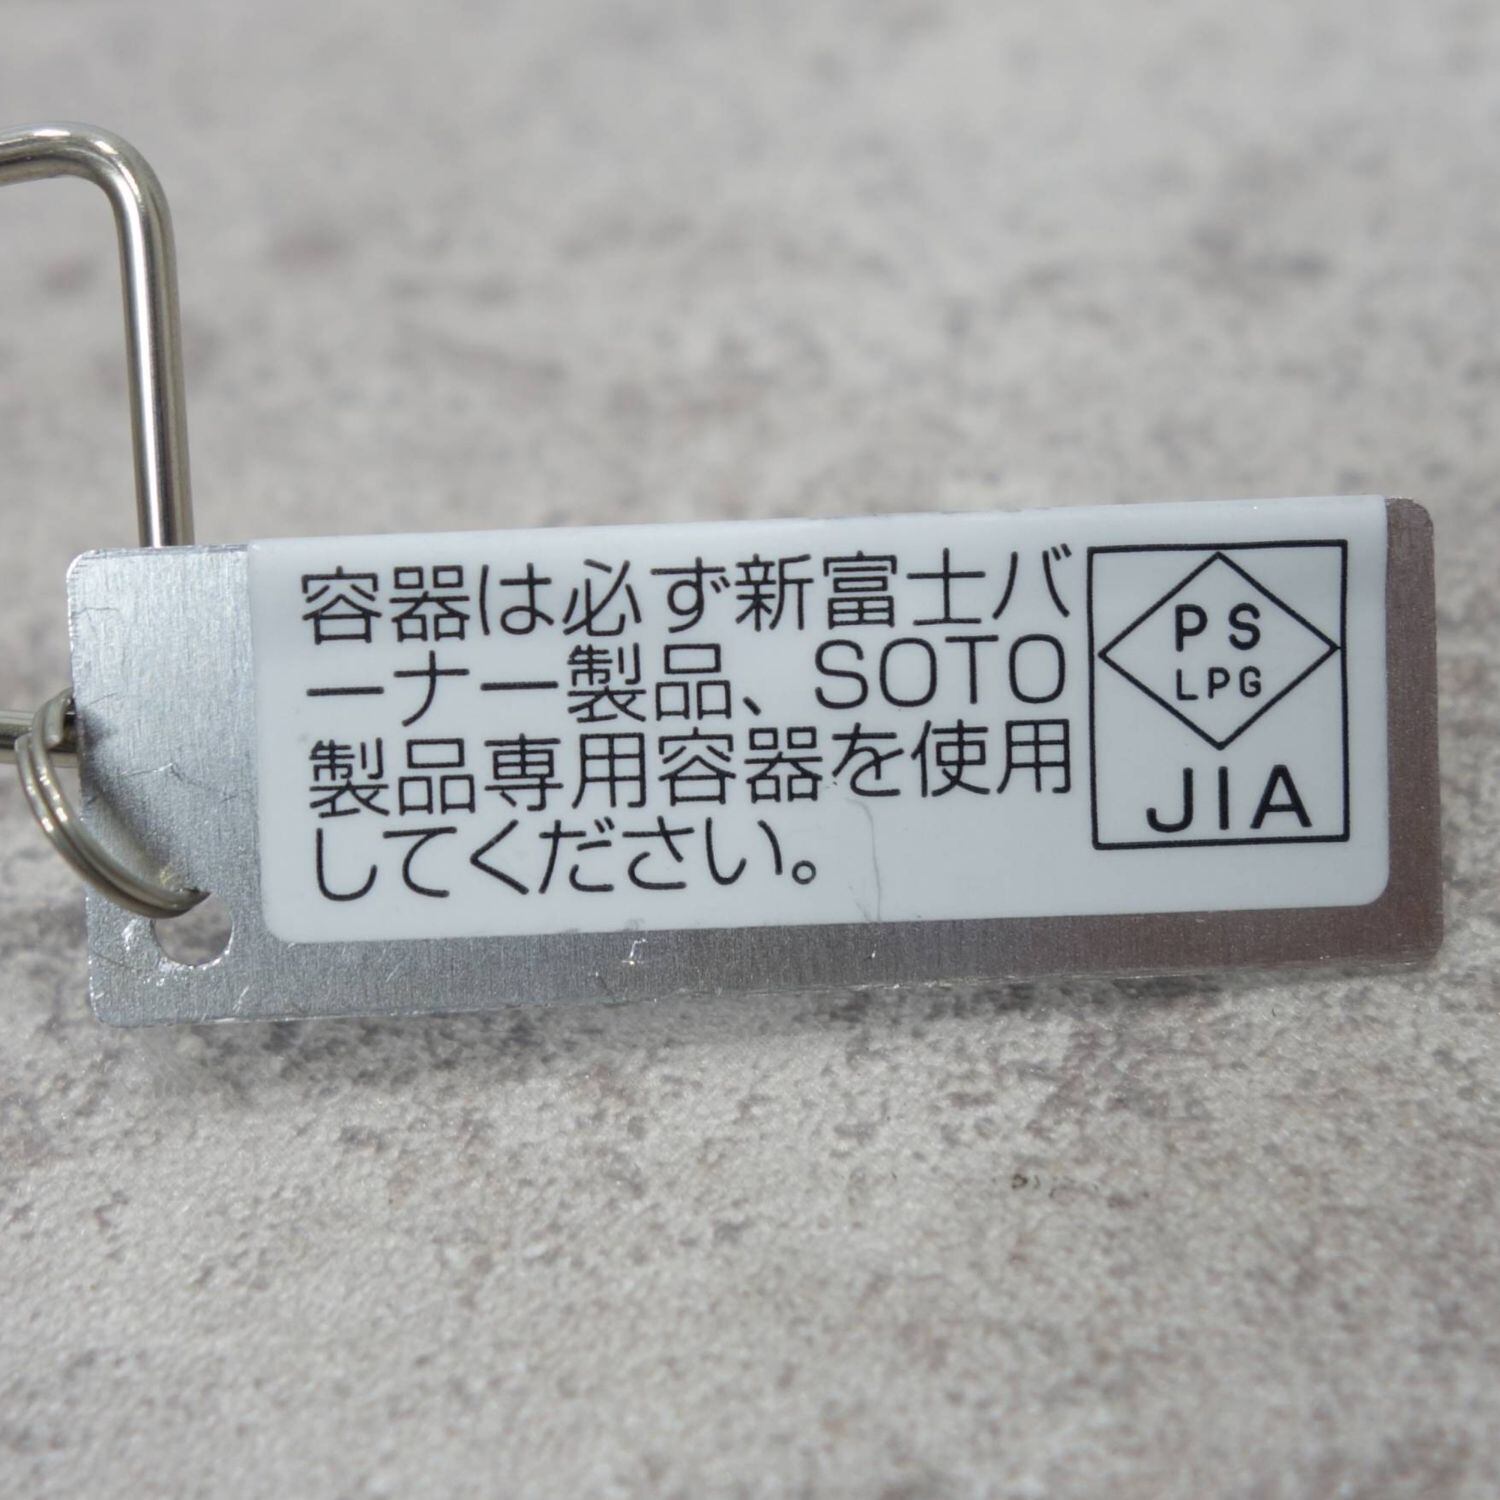 容器は必ず新富士バ
ーナー製品、SOTO
製品専用容器を使用
してください。
PS
LPG
JIA